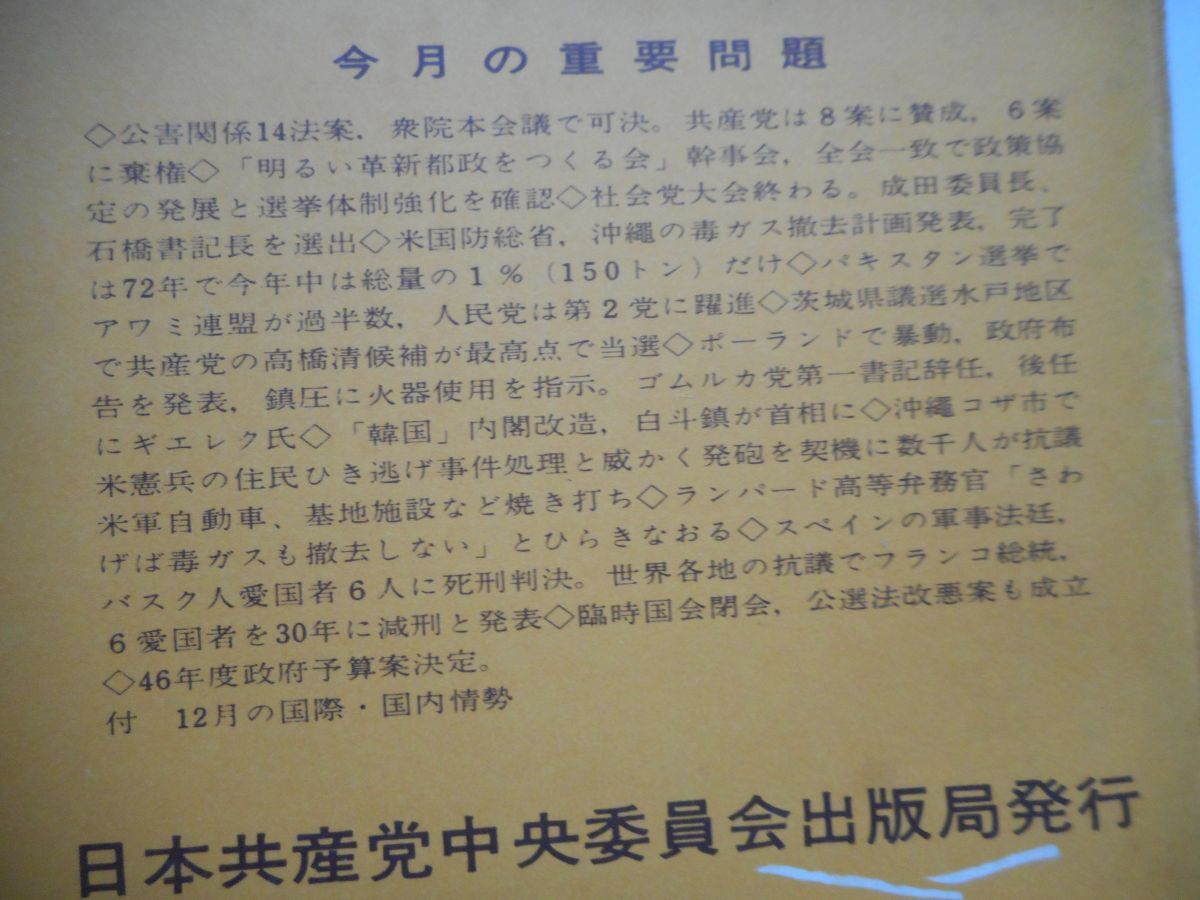 今月の重要問題
◇公害関係14法案，衆院本会議で可決。共産党は8案に賛成，6案
に棄権◇「明るい革新都政をつくる会」幹事会，全会一致で政策協
定の発展と選挙体制強化を確認◇社会党大会終わる。成田委員長、
石橋書記長を選出◇米国防総省，沖繩の毒ガス撤去計画発表，完了
は72年で今年中は総量の1％（150トン）だけ◇パキスタン選挙で
アワミ連盟が過半数，人民党は第2党に躍進◇茨城県議選水戸地区
で共産党の高橋清候補が最高点で当選◇ポーランドで暴動，政府布
告を発表，鎮圧に火器使用を指示。ゴムルカ党第一書記辞任，後任
にギエレク氏◇「韓国」内閣改造，白斗鎮が首相に◇沖繩コザ市で
米憲兵の住民ひき逃げ事件処理と威かく発砲を契機に数千人が抗議
米軍自動車、基地施設など焼き打ち◇ランパード高等弁務官「さわ
げば毒ガスも撤去しない」とひらきなおる◇スペインの軍事法廷，
バスク人愛国者6人に死刑判決。世界各地の抗議でフランコ総統，
6愛国者を30年に減刑と発表◇臨時国会閉会，公選法改悪案も成立
◇46年度政府予算案決定。
付　12月の国際・国内情勢
日本共産党中央委員会出版局発行